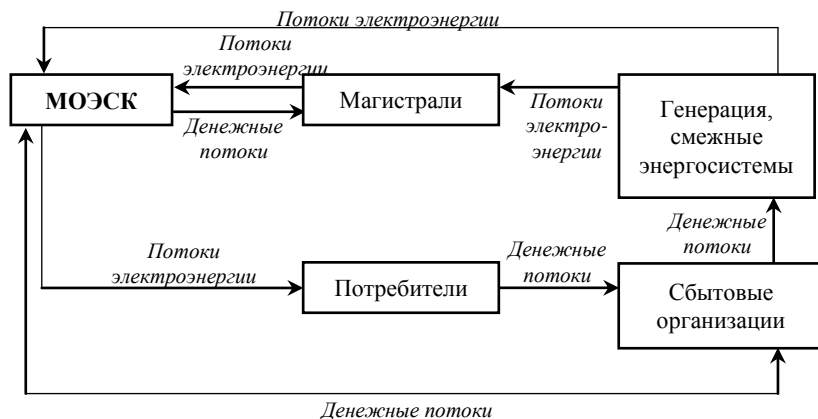 Потоки электроэнергии
Потоки
электроэнергии
МОЭСК
Магистрали
Генерация,
смежные
энергосистемы
Денежные
потоки
Потоки
электро-
энергии
Денежные
потоки
Потоки
электроэнергии
Потребители
Денежные
потоки
Сбытовые
организации
Денежные потоки